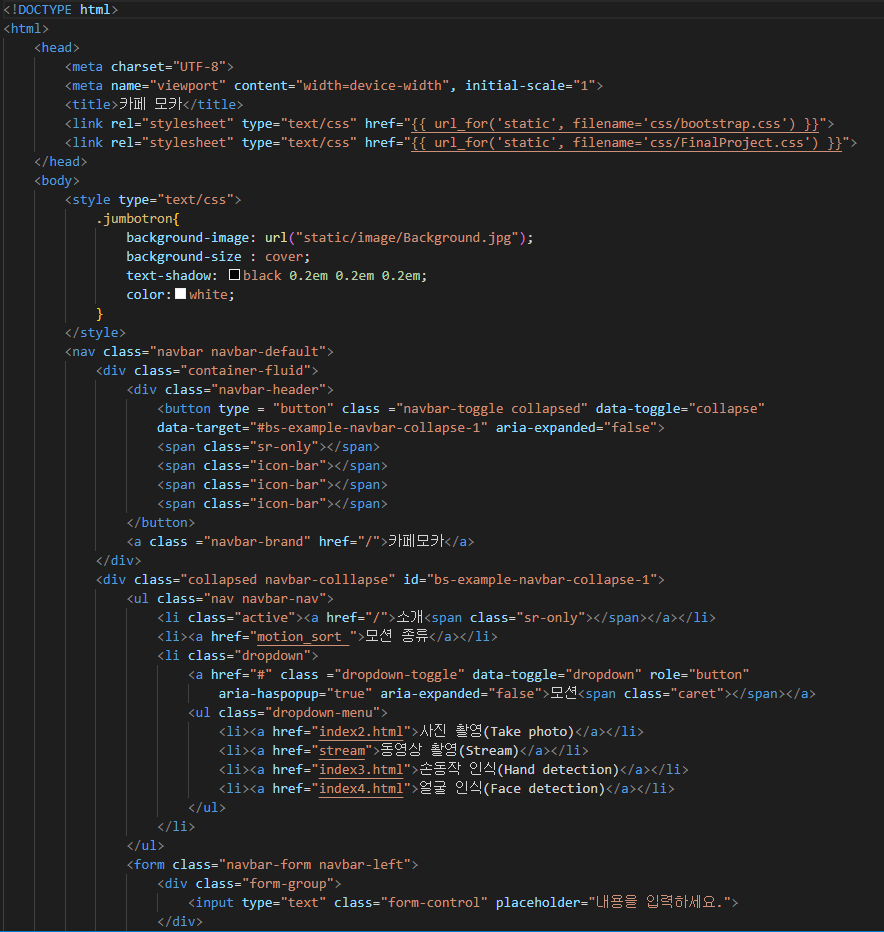 <!DOCTYPE html>
<html>
<head>
<meta charset="UTF-8">
<meta name="viewport" content="width=device-width", initial-scale="1">
<title>카페 모카</title>
<link rel="stylesheet" type="text/css" href="{{ url_for('static', filename='css/bootstrap.css') }}">
<link rel="stylesheet" type="text/css" href="{{ url_for('static', filename='css/FinalProject.css') }}">
</head>
<body>
<style type="text/css">
.jumbotron{
background-image: url("static/image/Background.jpg");
background-size : cover;
text-shadow: black 0.2em 0.2em 0.2em;
color: white;
}
</style>
<nav class="navbar navbar-default">
<div class="container-fluid">
<div class="navbar-header">
<button type = "button" class ="navbar-toggle collapsed" data-toggle="collapse"
data-target="#bs-example-navbar-collapse-1" aria-expanded="false">
<span class="sr-only"></span>
<span class="icon-bar"></span>
<span class="icon-bar"></span>
<span class="icon-bar"></span>
</button>
<a class ="navbar-brand" href="/">카페모카</a>
</div>
<div class="collapsed navbar-colllapse" id="bs-example-navbar-collapse-1">
<ul class="nav navbar-nav">
<li class="active"><a href="/">소개<span class="sr-only"></span></a></li>
<li><a href="motion_sort ">모션 종류</a></li>
<li class="dropdown">
<a href="#" class ="dropdown-toggle" data-toggle="dropdown" role="button"
aria-haspopup="true" aria-expanded="false">모션<span class="caret"></span></a>
<ul class="dropdown-menu">
<li><a href="index2.html">사진 촬영(Take photo)</a></li>
<li><a href="stream">동영상 촬영(Stream)</a></li>
<li><a href="index3.html">손동작 인식(Hand detection)</a></li>
<li><a href="index4.html">얼굴 인식(Face detection)</a></li>
</ul>
</li>
</ul>
<form class="navbar-form navbar-left">
<div class="form-group">
<input type="text" class="form-control" placeholder="내용을 입력하세요.">
</div>